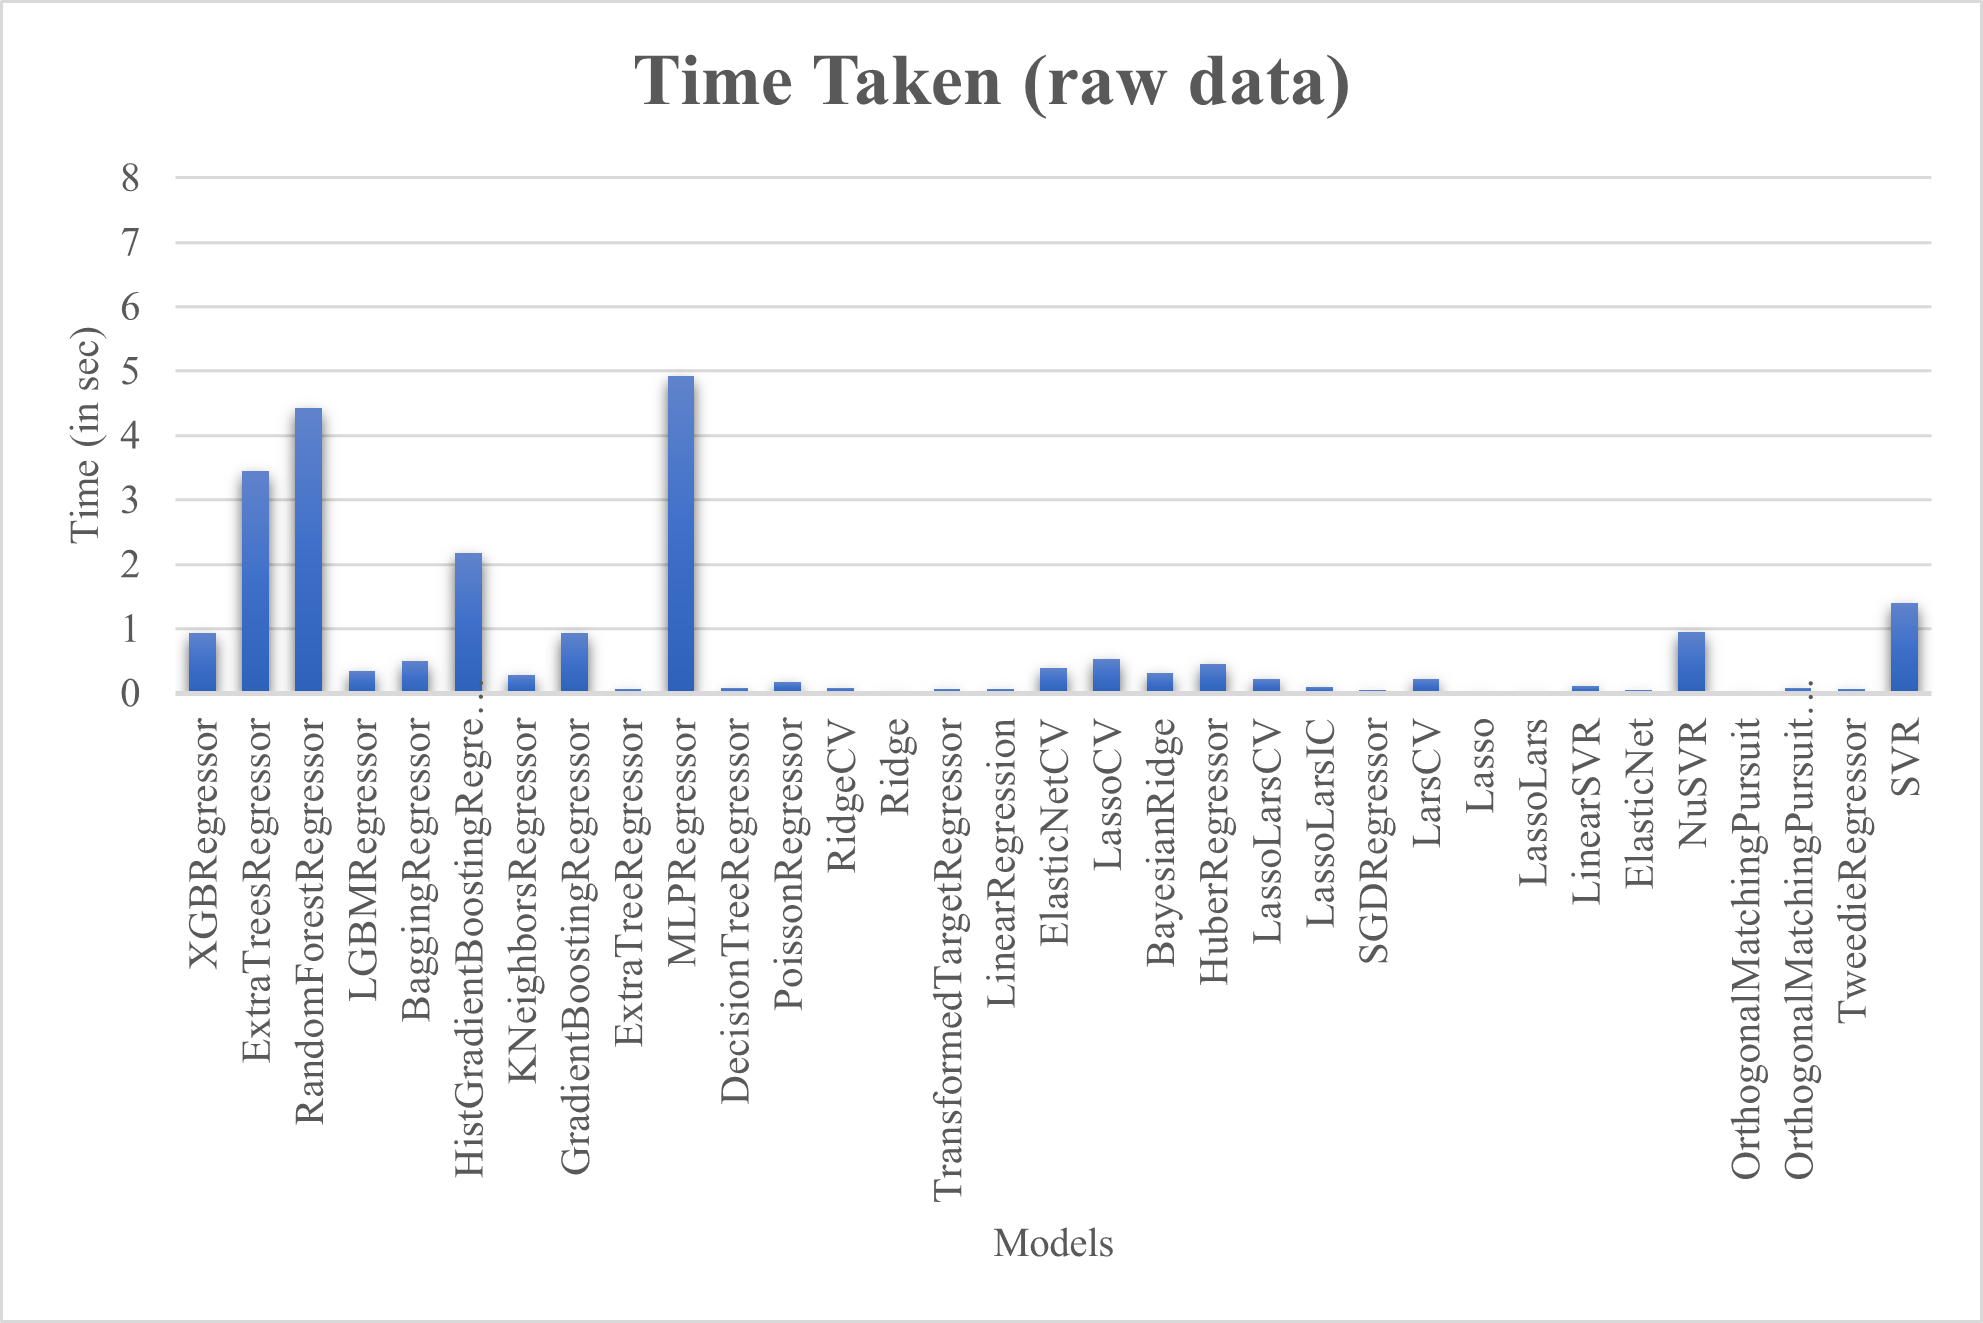 Time Taken (raw data)
8
7
6
5
4
3
2
1
0
Time (in sec)
XGBRegressor
ExtraTreesRegressor
RandomForestRegressor
LGBMRegressor
BaggingRegressor
HistGradientBoostingRegre…
KNeighborsRegressor
GradientBoostingRegressor
ExtraTreeRegressor
MLPRegressor
DecisionTreeRegressor
PoissonRegressor
RidgeCV
Ridge
TransformedTargetRegressor
LinearRegression
ElasticNetCV
LassoCV
BayesianRidge
HuberRegressor
LassoLarsCV
LassoLarsIC
SGDRegressor
LarsCV
Lasso
LassoLars
LinearSVR
ElasticNet
NuSVR
OrthogonalMatchingPursuit
OrthogonalMatchingPursuit…
TweedieRegressor
SVR
Models